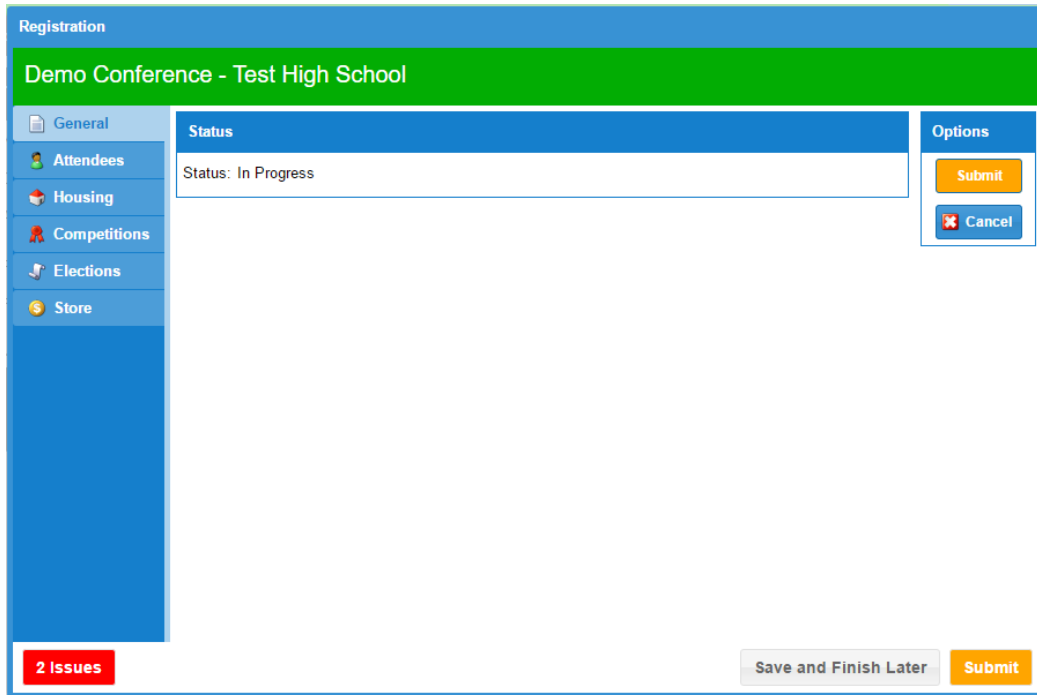 Registration
Demo Conference - Test High School
General
Attendees
Housing
Competitions
Elections
Store
Status
Status: In Progress
Options
Submit
Cancel
2 Issues
Save and Finish Later
Submit